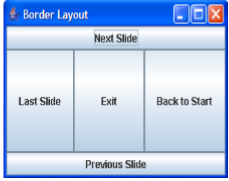 Border Layout
Next Slide
Last Slide Exit Back to Start
Previous Slide